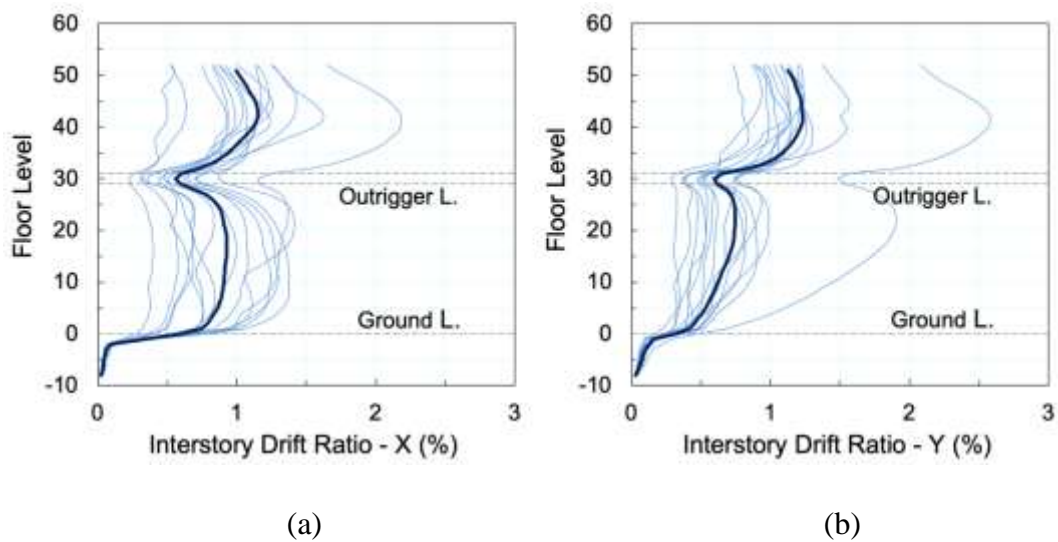 60
50
40
30
20
10
0
-10
Floor Level
Outrigger L.
Ground L.
0 1 2 3
Interstory Drift Ratio - X (%)
(a)
60
50
40
30
20
10
0
-10
Floor Level
Outrigger L.
Ground L.
0 1 2 3
Interstory Drift Ratio - Y (%)
(b)